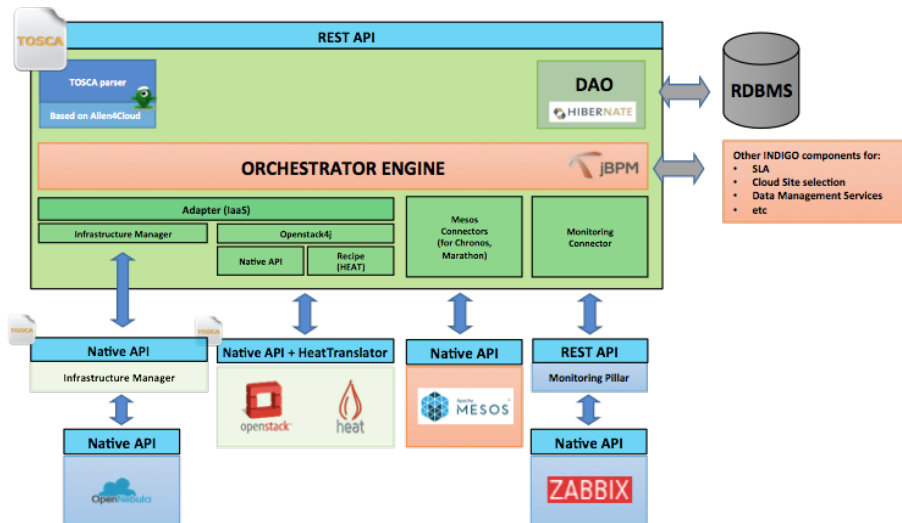 TOSCA
REST API
TOSCA parser
Based on Alien4Cloud
DAO
HIBERNATE
RDBMS
ORCHESTRATOR ENGINE
jBPM
Other INDIGO components for:
• SLA
• Cloud Site selection
• Data Management Services
• etc
Adapter (IaaS)
Infrastructure Manager
Openstack4j
Native API
Recipe
(HEAT)
Mesos
Connectors
(for Chronos,
Marathon)
Monitoring
Connector
TOSCA
TOSCA
Native API
Infrastructure Manager
Native API + HeatTranslator
openstack
heat
Native API
Apache
MESOS
REST API
Monitoring Pillar
Native API
OpenNebula
Native API
ZABBIX